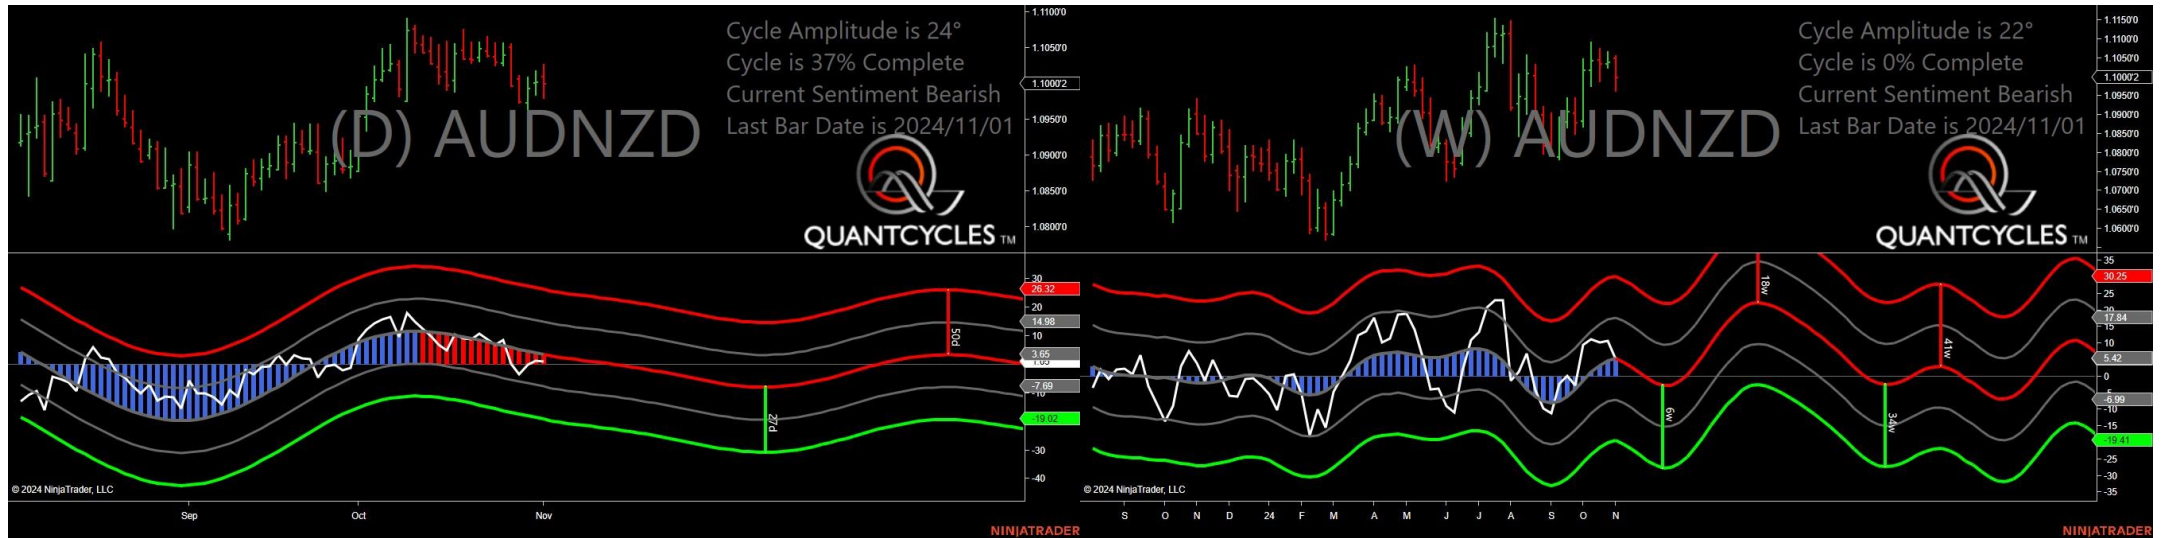 Cycle Amplitude is 24°
Cycle is 37% Complete
Current Sentiment Bearish
Last Bar Date is 2024/11/01
(D) AUDNZD
QUANTCYCLES TM
1.1100'0
1.1050'0
1.1000'2
1.0950'0
1.0900'0
1.0850'0
1.0800'0
30
26.32
20
14.98
10
3.65
-7.69
-10
-19.02
-30
-40
50d
27d
© 2024 NinjaTrader, LLC
Sep Oct Nov
NINJATRADER
Cycle Amplitude is 22°
Cycle is 0% Complete
Current Sentiment Bearish
Last Bar Date is 2024/11/01
(W) AUDNZD
QUANTCYCLES TM
1.1150'0
1.1100'0
1.1050'0
1.1000'2
1.0950'0
1.0900'0
1.0850'0
1.0800'0
1.0750'0
1.0700'0
1.0650'0
1.0600'0
35
30.25
25
17.84
15
10
5.42
0
-6.99
-10
-15
-19.41
-25
-30
-35
18w
41w
6w
34w
© 2024 NinjaTrader, LLC
S O N D 24 F M A M J J A S O N
NINJATRADER